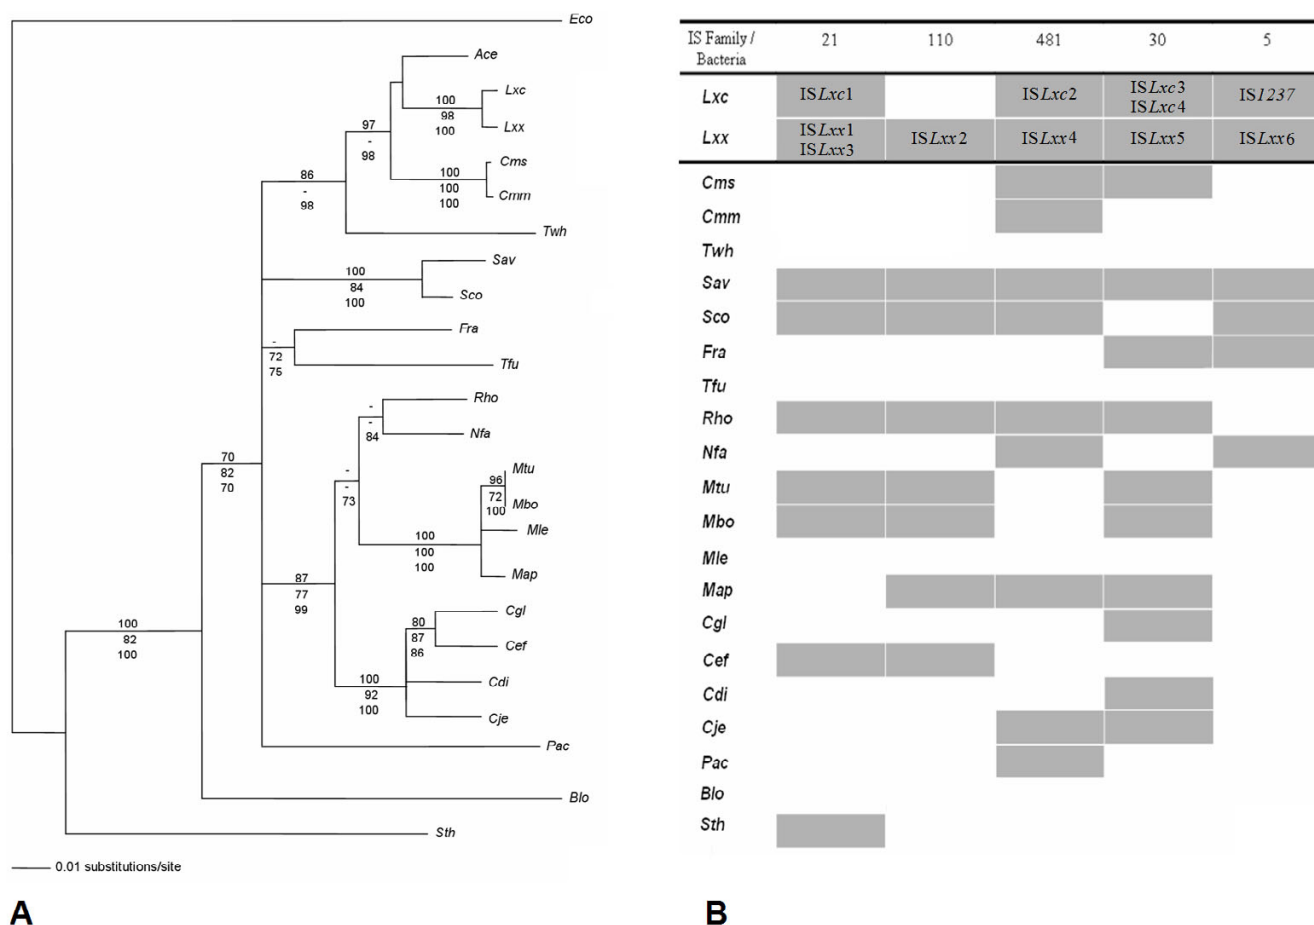 Eco
Ace
100
Lxc
98
100
Lxx
97
-
98
Cms
100
100
100
Cmm
86
-
98
Twh
Sav
100
84
100
Sco
Fra
-
72
75
Tfu
Rho
-
-
84
Nfa
Mtu
96
72
100
Mbo
-
-
73
Mle
100
100
100
Map
70
82
70
87
77
99
Cgl
80
87
86
Cef
100
82
100
Cdi
100
92
100
Cje
Pac
Blo
Sth
0.01 substitutions/site
A
IS Family / Bacteria 21 110 481 30 5
Lxc ISLxc1 ISLxc2 ISLxc3 ISLxc4 IS1237
Lxx ISLxx1 ISLxx3 ISLxx2 ISLxx4 ISLxx5 ISLxx6
Cms
Cmm
Twh
Sav
Sco
Fra
Tfu
Rho
Nfa
Mtu
Mbo
Mle
Map
Cgl
Cef
Cdi
Cje
Pac
Blo
Sth
B